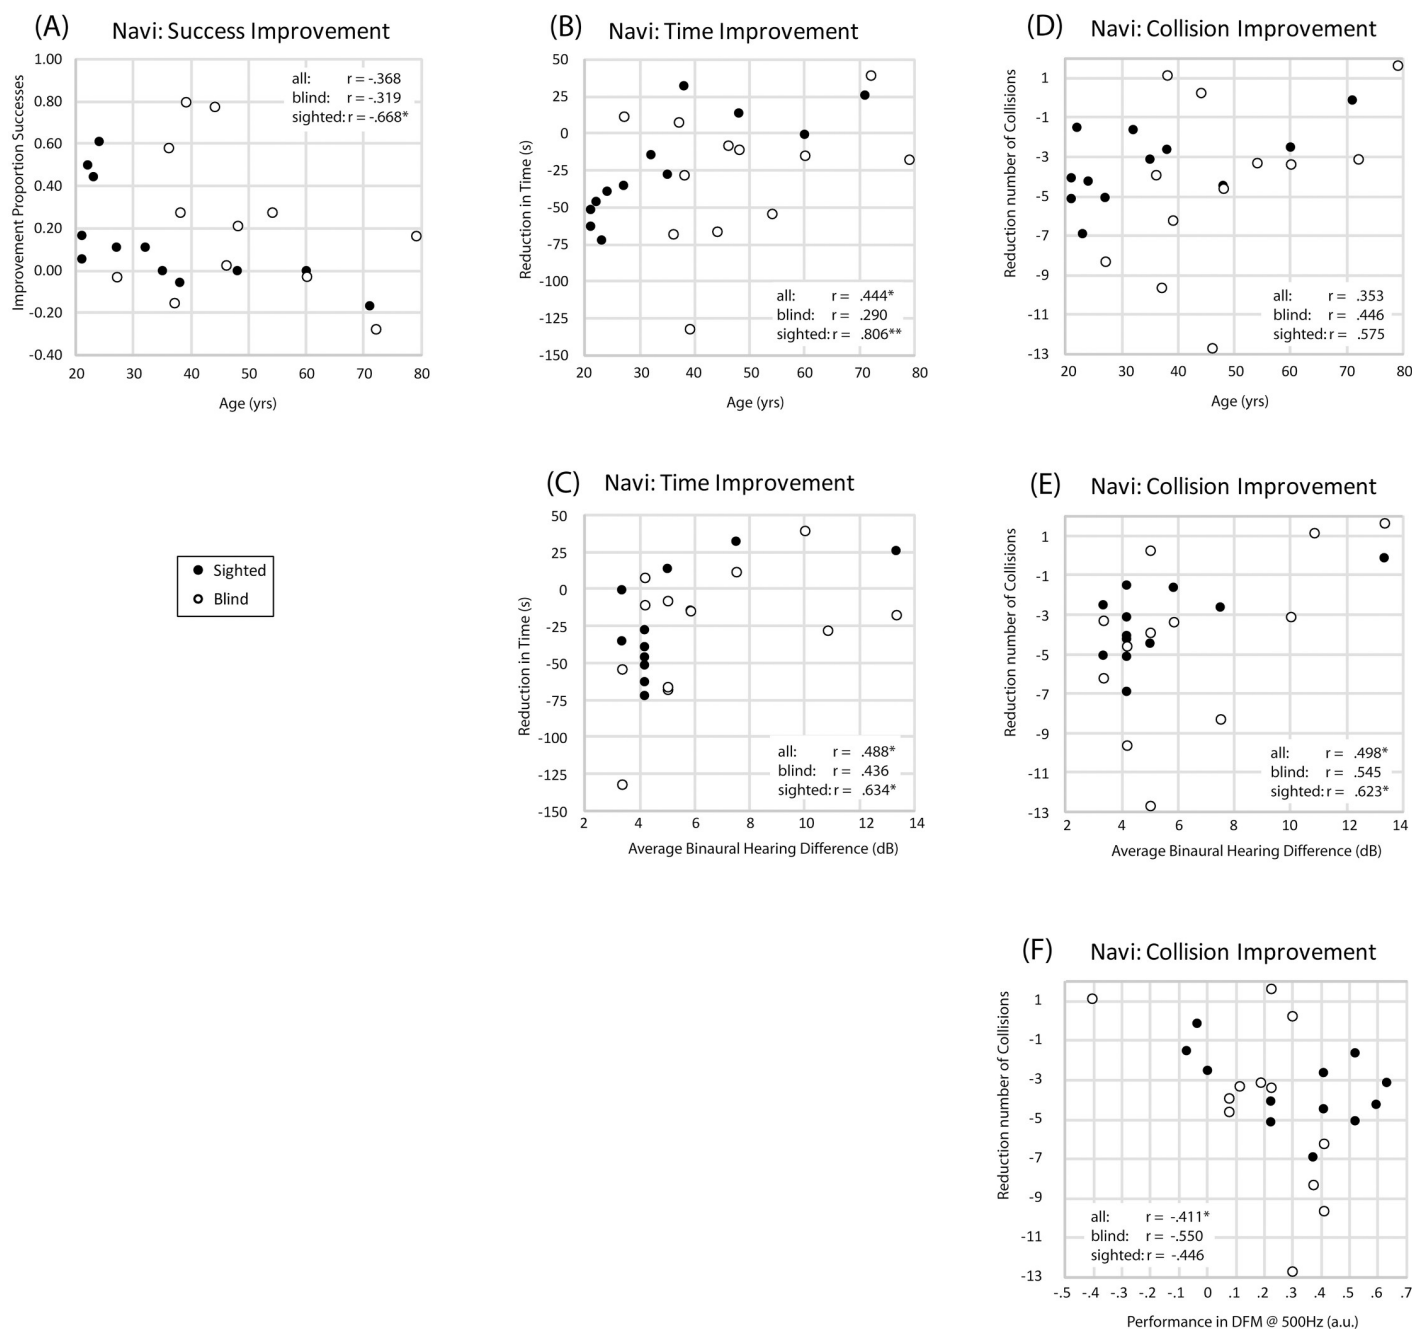 (A) Navi: Success Improvement
1.00
0.80
0.60
0.40
0.20
0.00
-0.20
-0.40
Improvement Proportion Successes
all: r = -.368
blind: r = -.319
sighted: r = -.668*
20 30 40 50 60 70 80
Age (yrs)
(B) Navi: Time Improvement
50
25
0
-25
-50
-75
-100
-125
-150
Reduction in Time (s)
all: r = .444*
blind: r = .290
sighted: r = .806**
20 30 40 50 60 70 80
Age (yrs)
(D) Navi: Collision Improvement
1
-1
-3
-5
-7
-9
-11
-13
Reduction number of Collisions
all: r = .353
blind: r = .446
sighted: r = .575
20 30 40 50 60 70 80
Age (yrs)
Sighted
Blind
(C) Navi: Time Improvement
50
25
0
-25
-50
-75
-100
-125
-150
Reduction in Time (s)
all: r = .488*
blind: r = .436
sighted: r = .634*
2 4 6 8 10 12 14
Average Binaural Hearing Difference (dB)
(E) Navi: Collision Improvement
1
-1
-3
-5
-7
-9
-11
-13
Reduction number of Collisions
all: r = .498*
blind: r = .545
sighted: r = .623*
2 4 6 8 10 12 14
Average Binaural Hearing Difference (dB)
(F) Navi: Collision Improvement
1
-1
-3
-5
-7
-9
-11
-13
Reduction number of Collisions
all: r = -.411*
blind: r = -.550
sighted: r = -.446
-.5 -.4 -.3 -.2 -.1 0 .1 .2 .3 .4 .5 .6 .7
Performance in DFM @ 500Hz (a.u.)